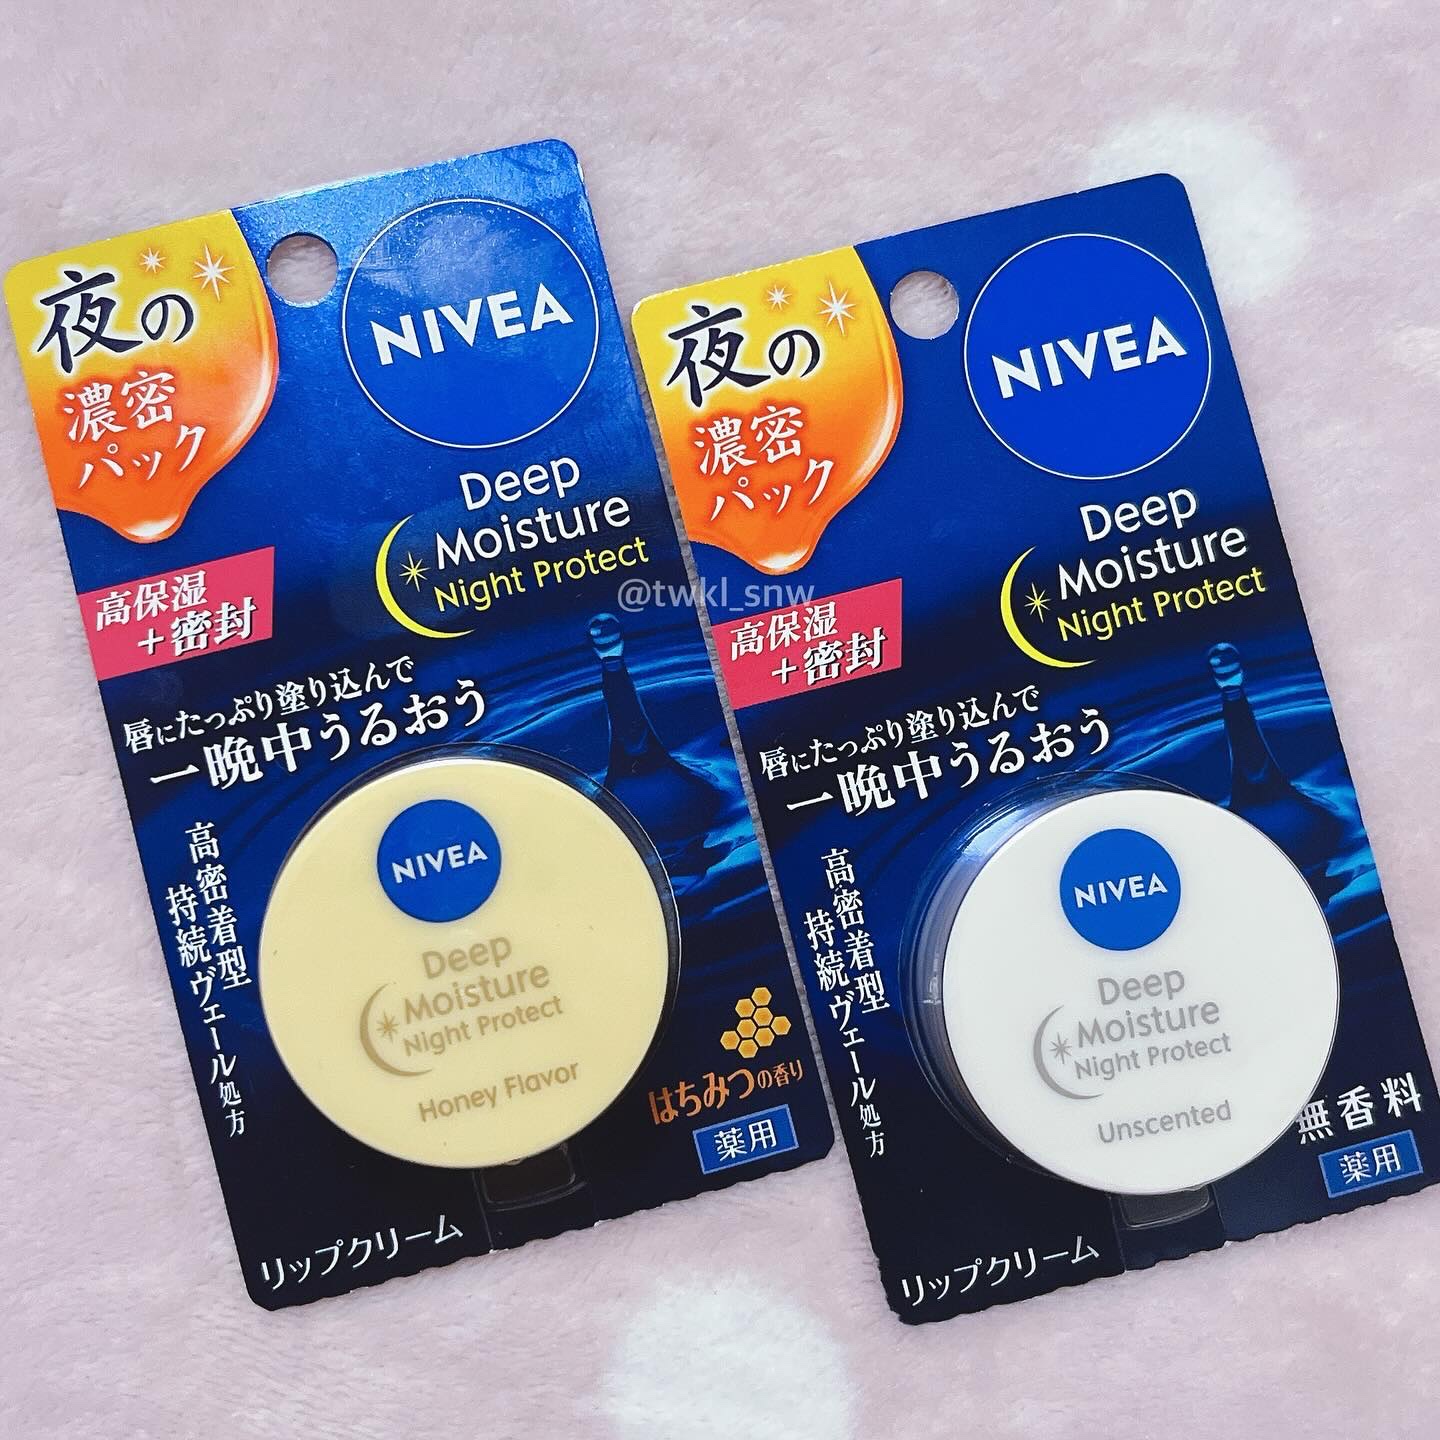 夜の
濃密
パック
NIVEA
Deep
Moisture
Night Protect
高保湿
+密封
唇にたっぷり塗り込んで
一晩中うるおう
高密着型
持続ヴェール処方
NIVEA
Deep
Moisture
Night Protect
Honey Flavor
はちみつの香り
薬用
リップクリーム
@twkl_snw
夜の
濃密
パック
NIVEA
Deep
Moisture
Night Protect
高保湿
+密封
唇にたっぷり塗り込んで
一晩中うるおう
高密着型
持続ヴェール処方
NIVEA
Deep
Moisture
Night Protect
Unscented
無香料
薬用
リップクリーム